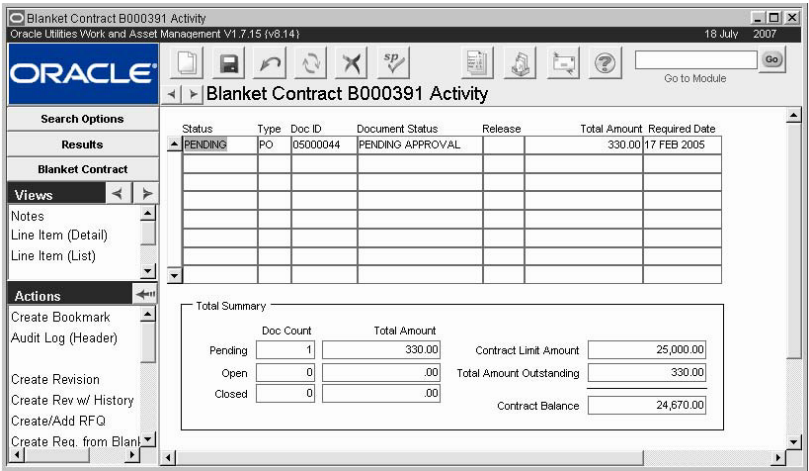 Blanket Contract B000391 Activity
Oracle Utilities Work and Asset Management V1.7.15 (v8.14) 18 July 2007
ORACLE
sp
Go
Go to Module
Blanket Contract B000391 Activity
Search Options
Results
Blanket Contract
Views
Notes
Line Item (Detail)
Line Item (List)
Actions
Create Bookmark
Audit Log (Header)
Create Revision
Create Rev w/ History
Create/Add RFQ
Create Req. from Blank
Status Type Doc ID Document Status Release Total Amount Required Date
PENDING PO 05000044 PENDING APPROVAL 330.00 17 FEB 2005
Total Summary
Doc Count Total Amount
Pending 1 330.00 Contract Limit Amount 25,000.00
Open 0 .00 Total Amount Outstanding 330.00
Closed 0 .00
Contract Balance 24,670.00